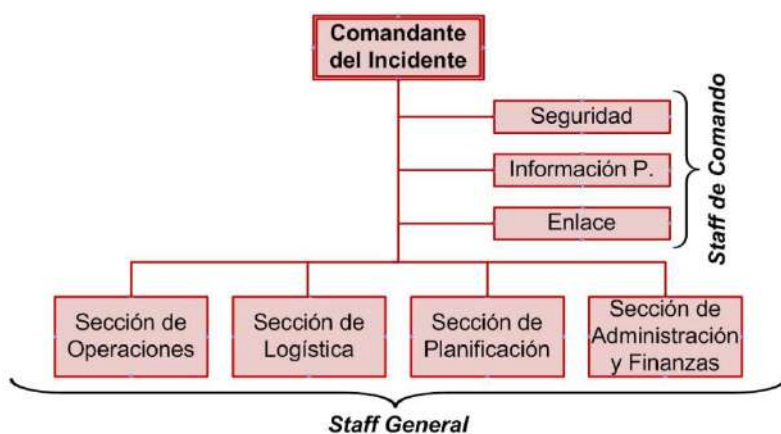 Comandante
del Incidente
Seguridad
Información P.
Enlace
Staff de Comando
Sección de
Operaciones
Sección de
Logística
Sección de
Planificación
Sección de
Administración
y Finanzas
Staff General